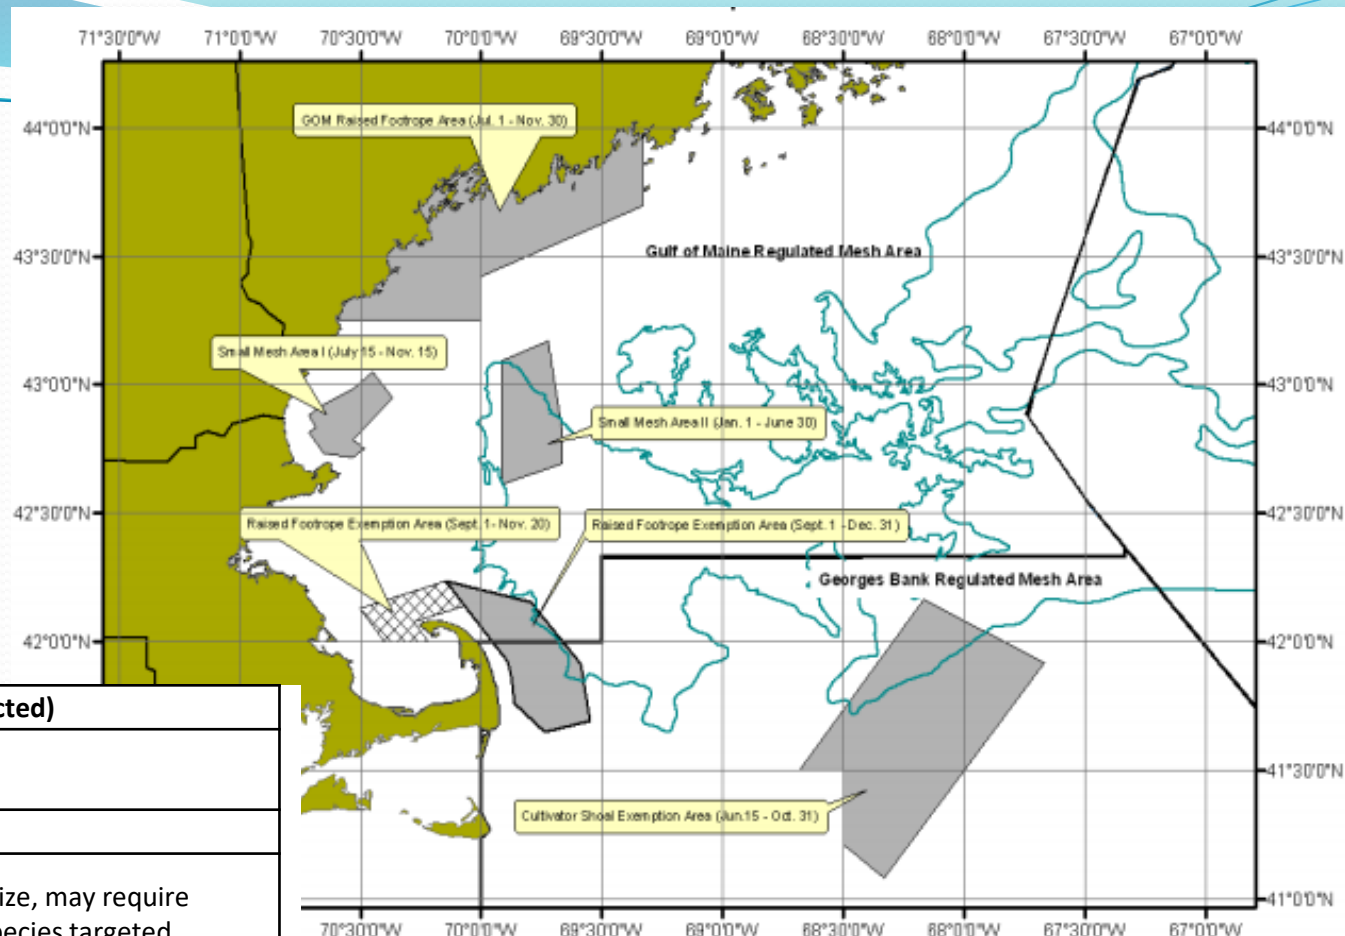 71°30'0"W 71°0'0"W 70°30'0"W 70°0'0"W 69°30'0"W 69°0'0"W 68°30'0"W 68°0'0"W 67°30'0"W 67°0'0"W
GOM Raised Footrope Area (Jul. 1 - Nov. 30)
44°0'0"N 44°0'0"N
Gulf of Maine Regulated Mesh Area
43°30'0"N 43°30'0"N
Small Mesh Area I (July 15 - Nov. 15)
43°0'0"N 43°0'0"N
Small Mesh Area II (Jan. 1 - June 30)
42°30'0"N 42°30'0"N
Raised Footrope Exemption Area (Sept. 1 - Nov. 20) Raised Footrope Exemption Area (Sept. 1 - Dec. 31)
Georges Bank Regulated Mesh Area
42°0'0"N 42°0'0"N
cted)
41°30'0"N
Cultivator Shoal Exemption Area (Jun.15 - Oct. 31)
ize, may require
41°0'0"N
pecies targeted
70°30'0"W 70°0'0"W 69°30'0"W 69°0'0"W 68°30'0"W 68°0'0"W 67°30'0"W 67°0'0"W